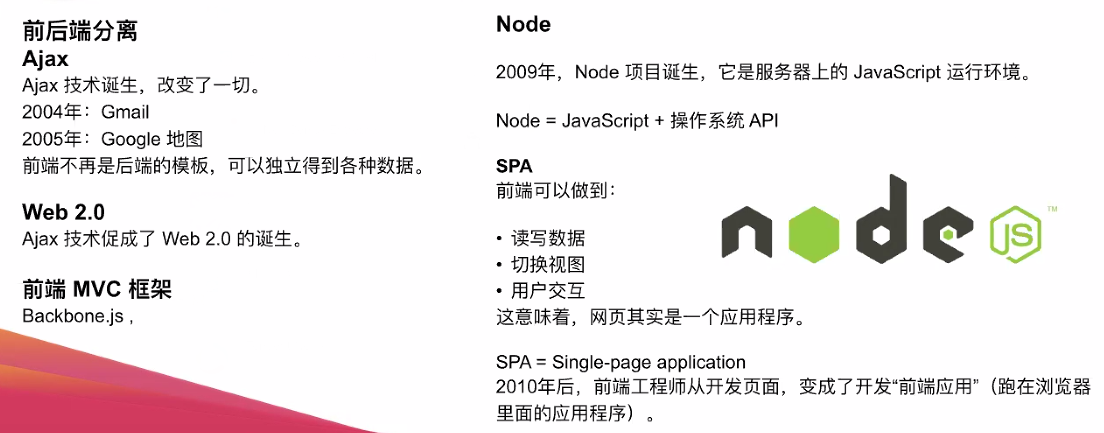 前后端分离
Ajax
Ajax 技术诞生，改变了一切。
2004年：Gmail
2005年：Google 地图
前端不再是后端的模板，可以独立得到各种数据。
Web 2.0
Ajax 技术促成了 Web 2.0 的诞生。
前端 MVC 框架
Backbone.js ,
Node
2009年，Node 项目诞生，它是服务器上的 JavaScript 运行环境。
Node = JavaScript + 操作系统 API
SPA
前端可以做到：
• 读写数据
• 切换视图
• 用户交互
这意味着，网页其实是一个应用程序。
SPA = Single-page application
2010年后，前端工程师从开发页面，变成了开发“前端应用”（跑在浏览器
里面的应用程序）。
node JS™